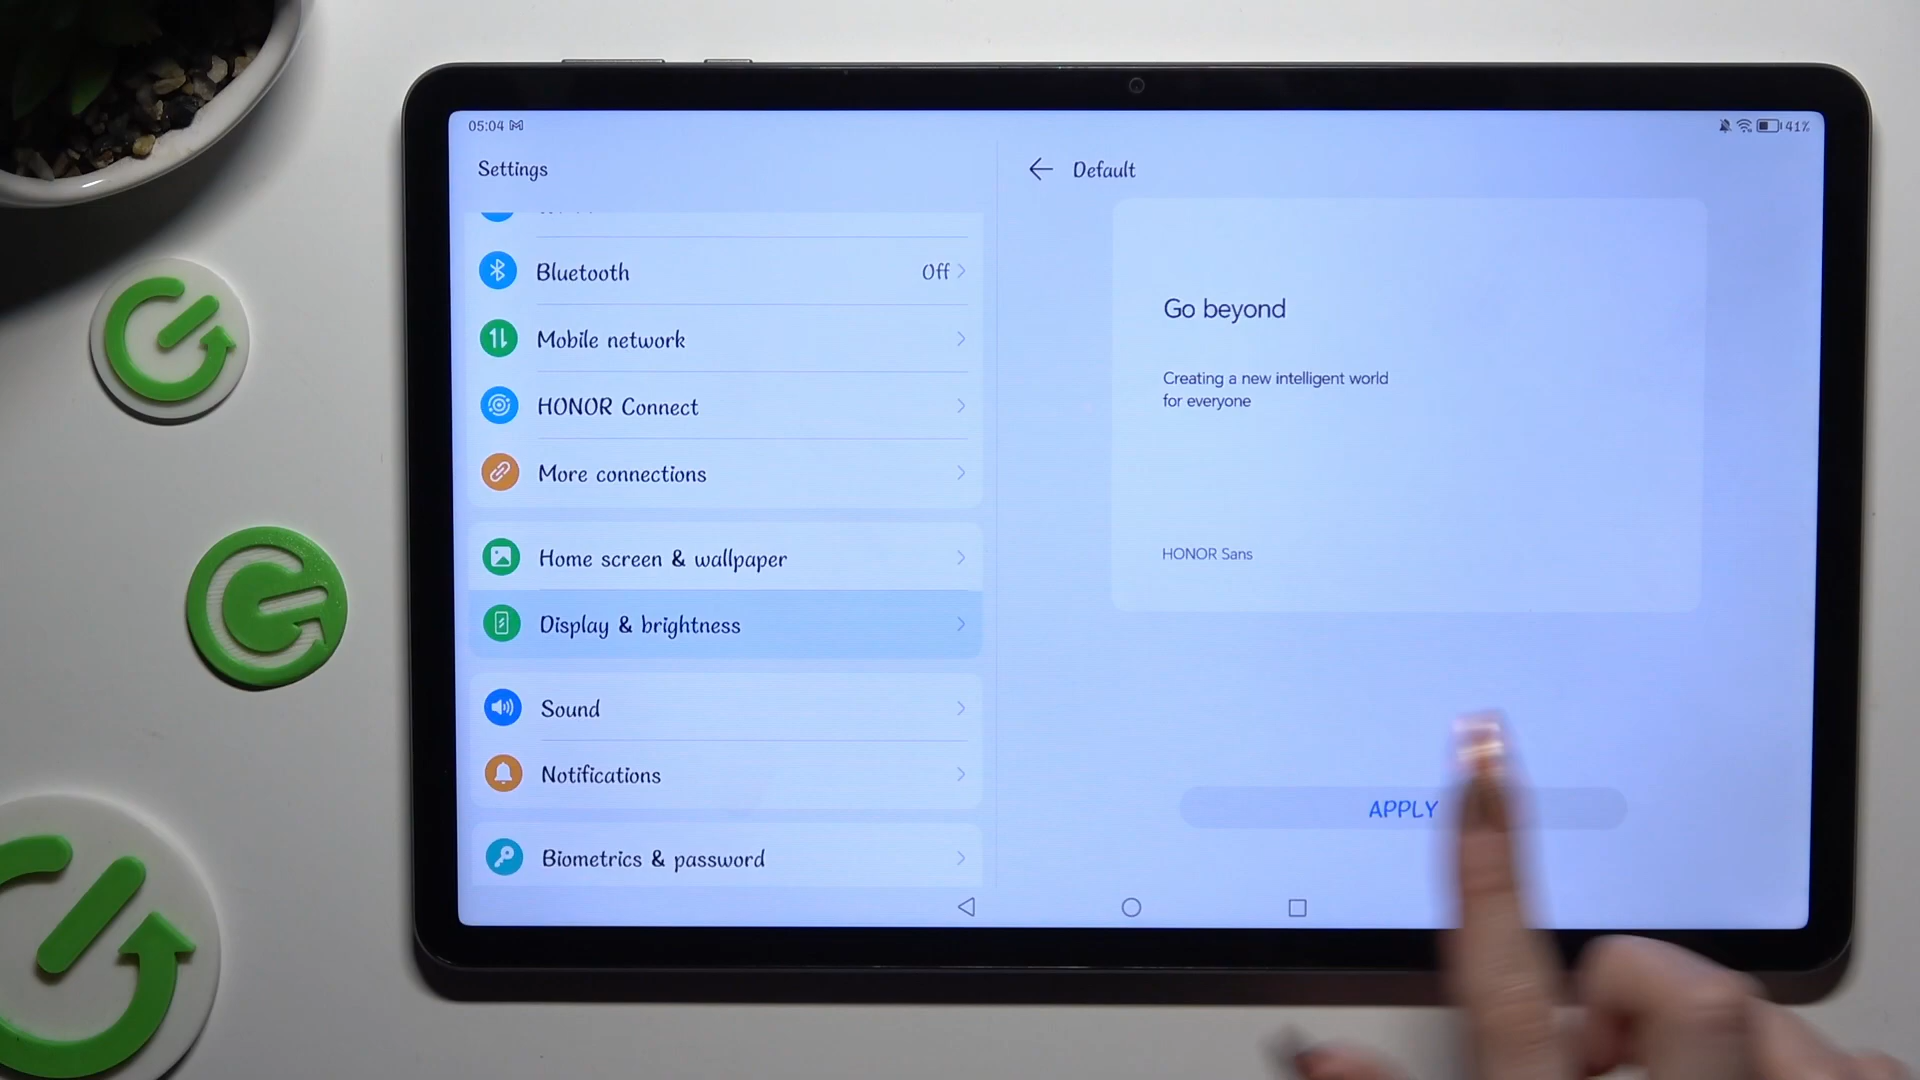 05:04
41%
Settings
Bluetooth
Off
Mobile network
HONOR Connect
More connections
Home screen & wallpaper
Display & brightness
Sound
Notifications
Biometrics & password
Default
Go beyond
Creating a new intelligent world
for everyone
HONOR Sans
APPLY